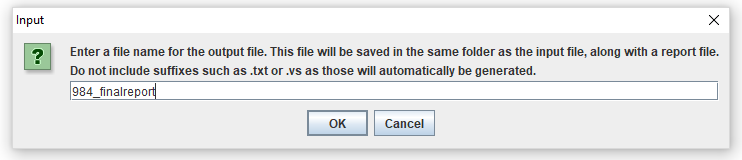 Input
Enter a file name for the output file. This file will be saved in the same folder as the input file, along with a report file.
Do not include suffixes such as .txt or .vs as those will automatically be generated.
984_finalreport
OK Cancel